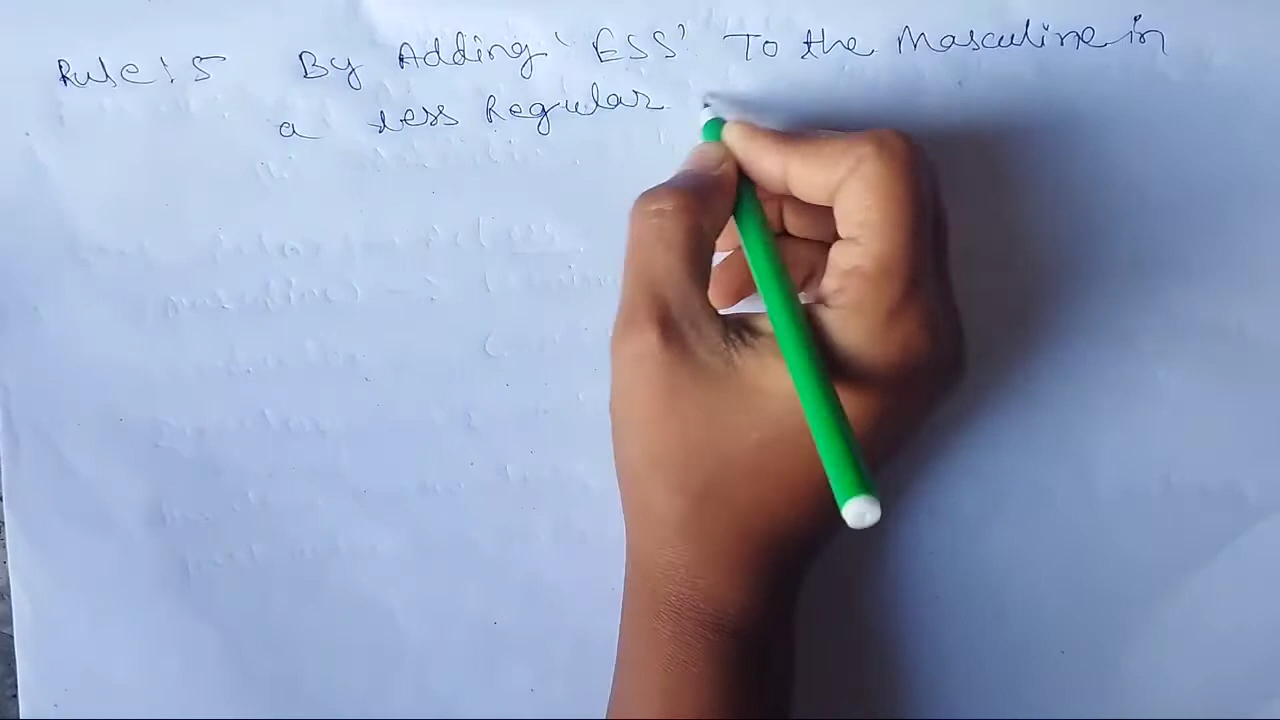 Rule: 5 By Adding 'ESS' To the Masculine in
a less Regular